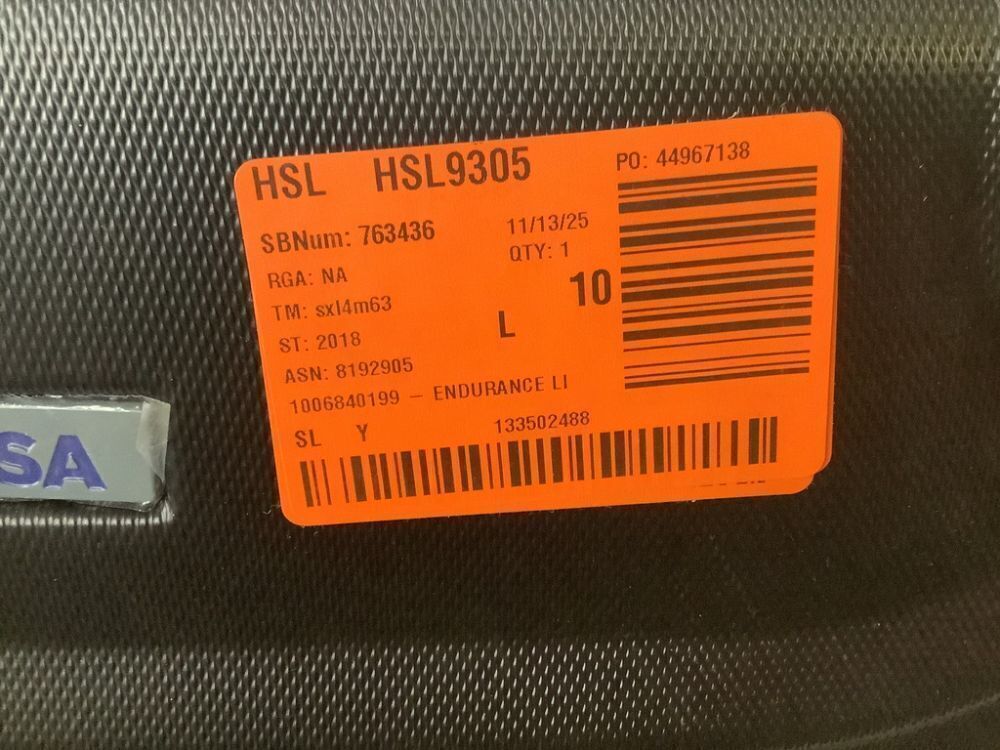 HSL HSL9305 PO: 44967138
SBNum: 763436 11/13/25
QTY: 1
RGA: NA
10
TM: sxl4m63
L
ST: 2018
ASN: 8192905
1006840199 – ENDURANCE LI
SL Y 133502488
SA